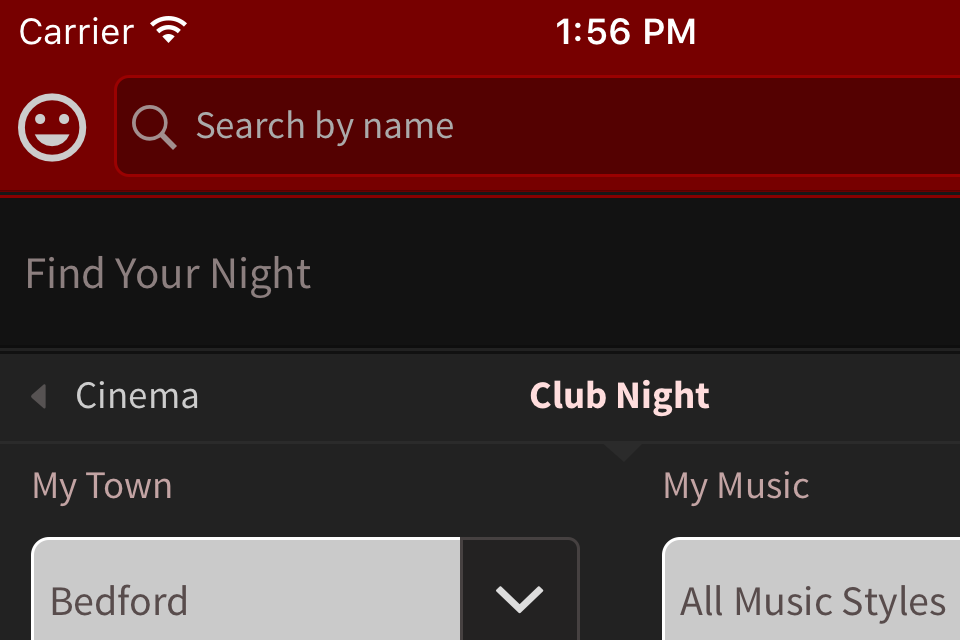 Carrier 1:56 PM
Search by name
Find Your Night
Cinema Club Night
My Town My Music
Bedford All Music Styles